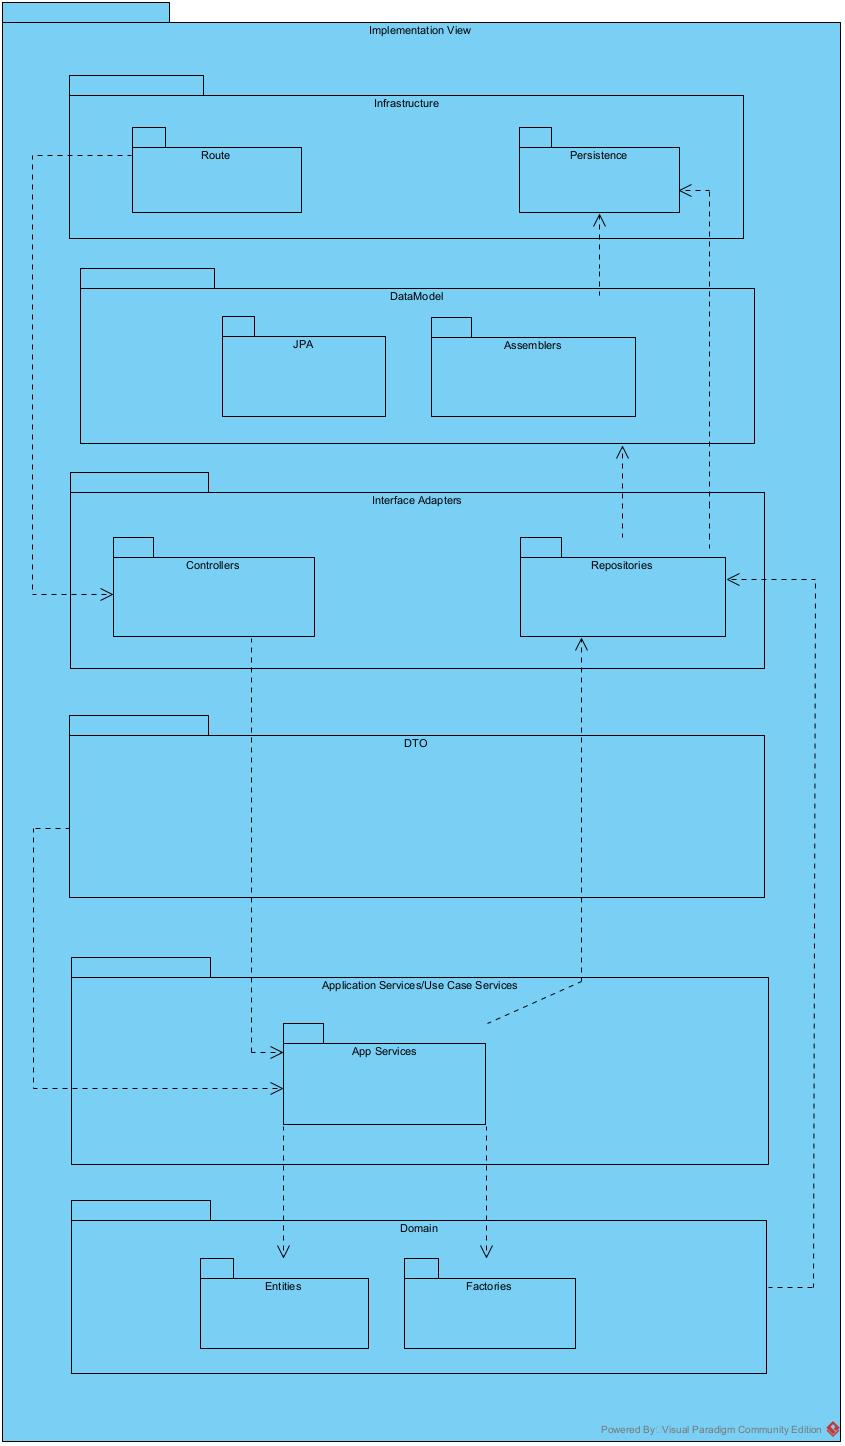 Implementation View
Infrastructure
Route
Persistence
DataModel
JPA
Assemblers
Interface Adapters
Controllers
Repositories
DTO
Application Services/Use Case Services
App Services
Domain
Entities
Factories
Powered By: Visual Paradigm Community Edition